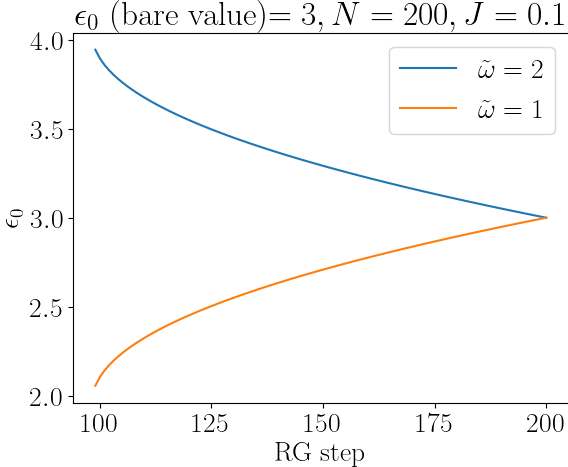 ϵ₀ (bare value)= 3, N = 200, J = 0.1
ω̃ = 2
ω̃ = 1
4.0
3.5
3.0
2.5
2.0
ϵ₀
100
125
150
175
200
RG step